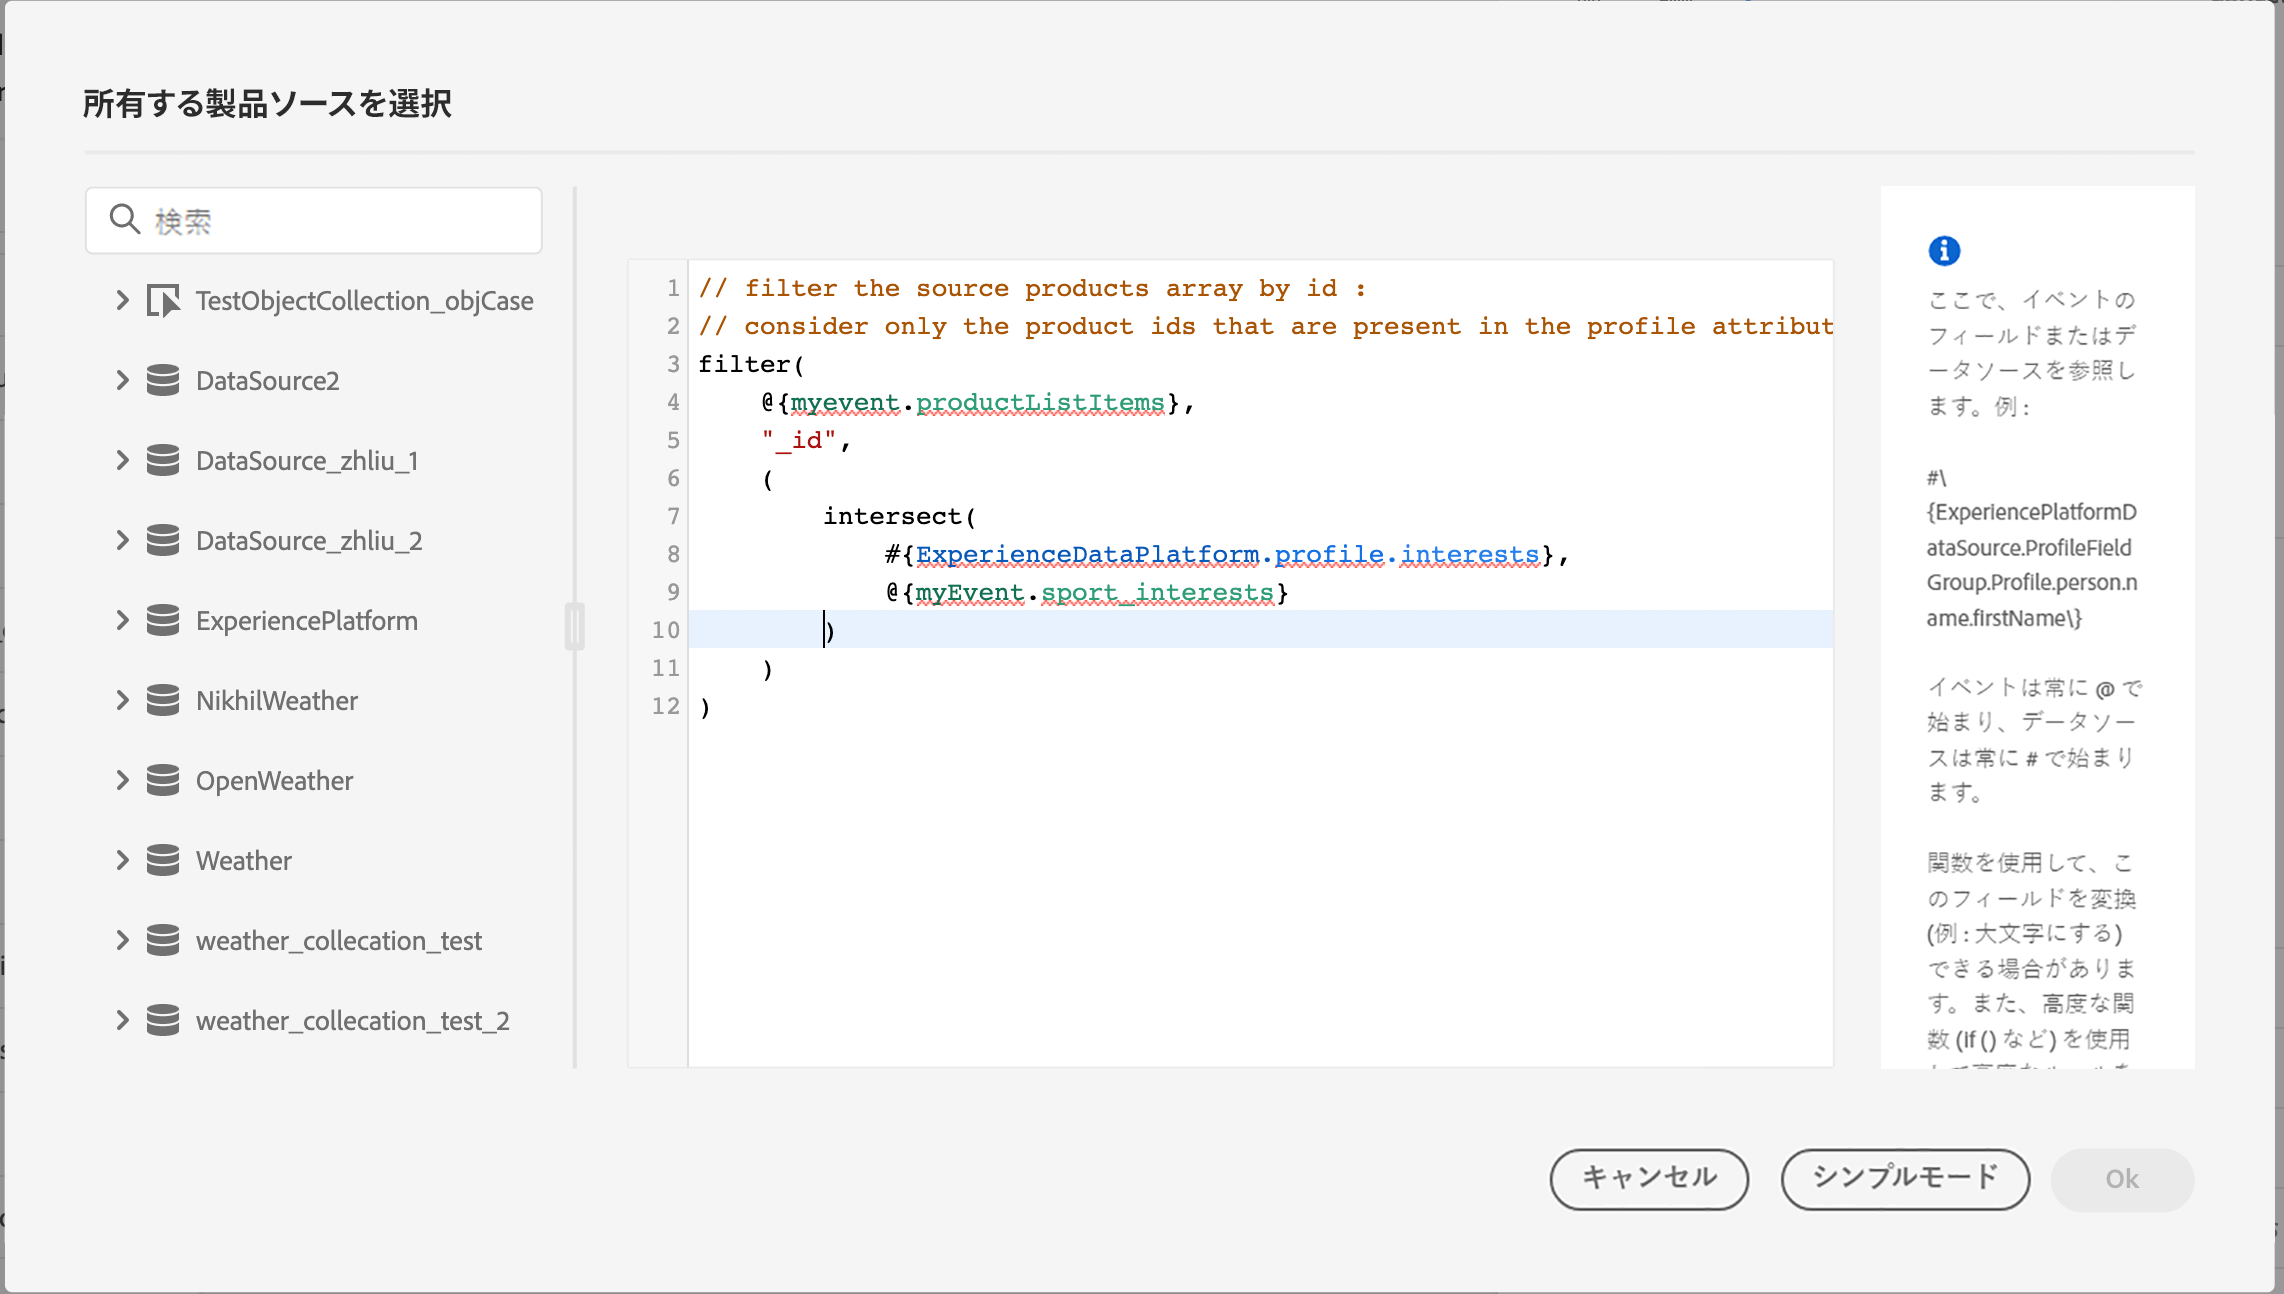 所有する製品ソースを選択
検索
TestObjectCollection_objCase
DataSource2
DataSource_zhliu_1
DataSource_zhliu_2
ExperiencePlatform
NikhilWeather
OpenWeather
Weather
weather_collecation_test
weather_collecation_test_2
1 // filter the source products array by id :
2 // consider only the product ids that are present in the profile attribut
3 filter(
4 @{myevent.productListItems},
5 "_id",
6 (
7 intersect(
8 #{ExperienceDataPlatform.profile.interests},
9 @{myEvent.sport_interests}
10 )
11 )
12 )
ここで、イベントの
フィールドまたはデ
ータソースを参照し
ます。例 :
#\
{ExperiencePlatformD
ataSource.ProfileField
Group.Profile.person.n
ame.firstName\}
イベントは常に @ で
始まり、データソー
スは常に # で始まり
ます。
関数を使用して、こ
のフィールドを変換
(例 : 大文字にする)
できる場合がありま
す。また、高度な関
数 (If () など) を使用
キャンセル
シンプルモード
Ok